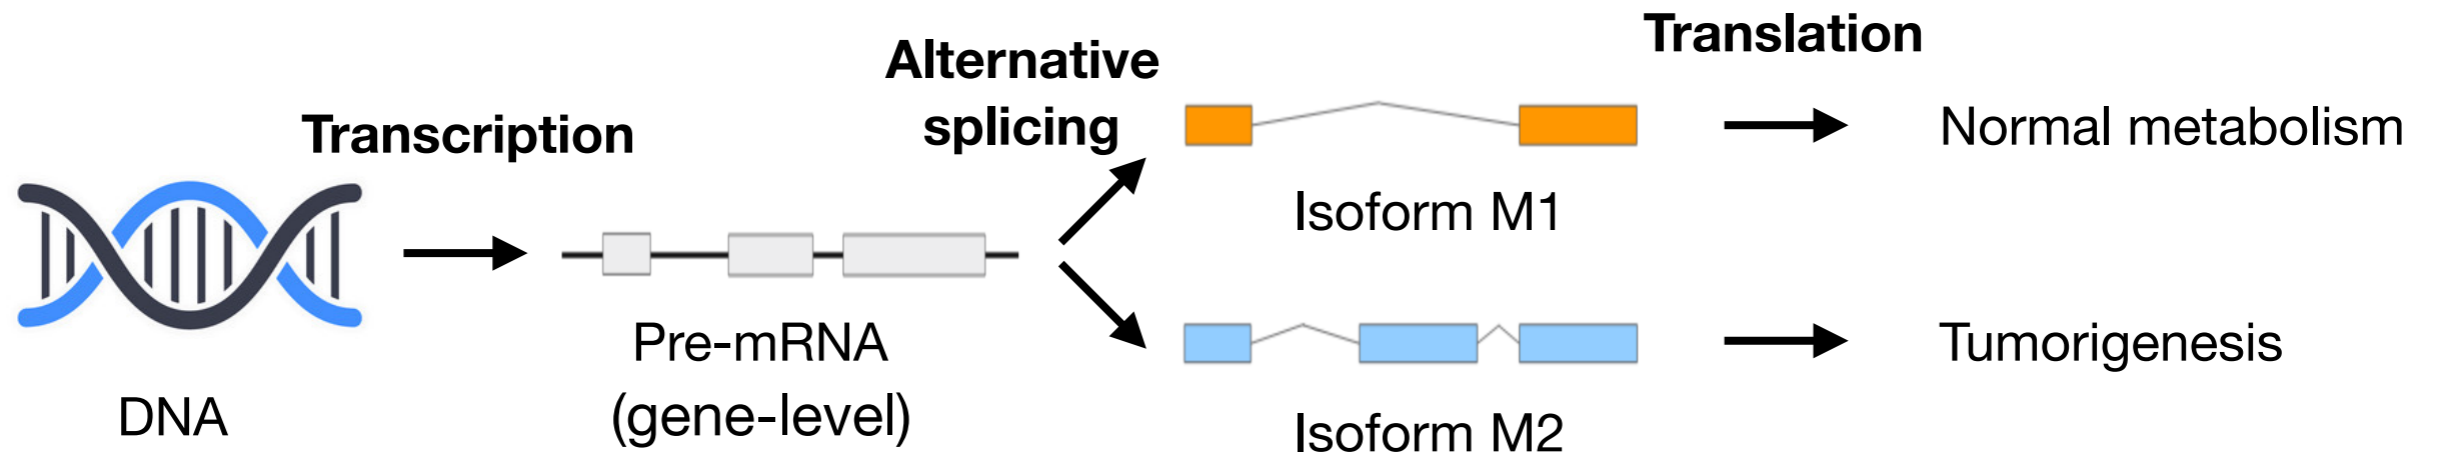 Transcription
DNA
Pre-mRNA
(gene-level)
Alternative
splicing
Isoform M1
Isoform M2
Translation
Normal metabolism
Tumorigenesis